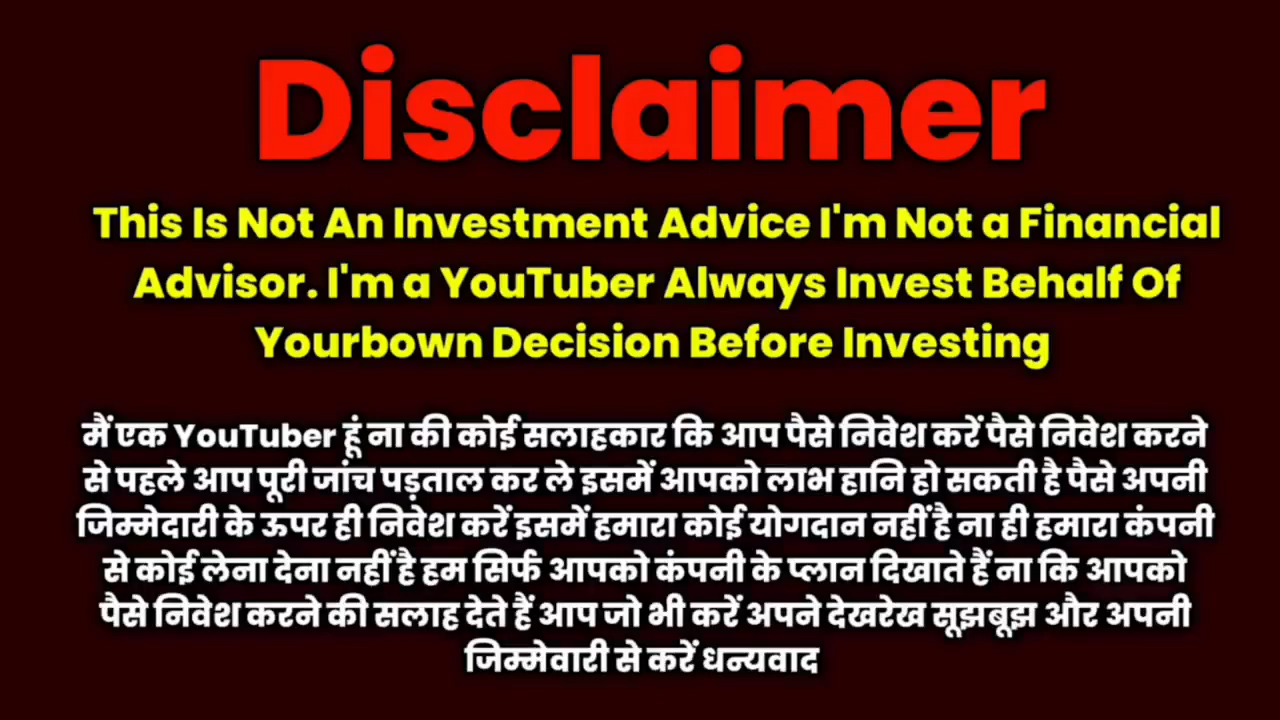 Disclaimer
This Is Not An Investment Advice I'm Not a Financial
Advisor. I'm a YouTuber Always Invest Behalf Of
Yourbown Decision Before Investing
मैं एक YouTuber हूं ना की कोई सलाहकार कि आप पैसे निवेश करें पैसे निवेश करने
से पहले आप पूरी जांच पड़ताल कर ले इसमें आपको लाभ हानि हो सकती है पैसे अपनी
जिम्मेदारी के ऊपर ही निवेश करें इसमें हमारा कोई योगदान नहीं है ना ही हमारा कंपनी
से कोई लेना देना नहीं है हम सिर्फ आपको कंपनी के प्लान दिखाते हैं ना कि आपको
पैसे निवेश करने की सलाह देते हैं आप जो भी करें अपने देखरेख सूझबूझ और अपनी
जिम्मेवारी से करें धन्यवाद